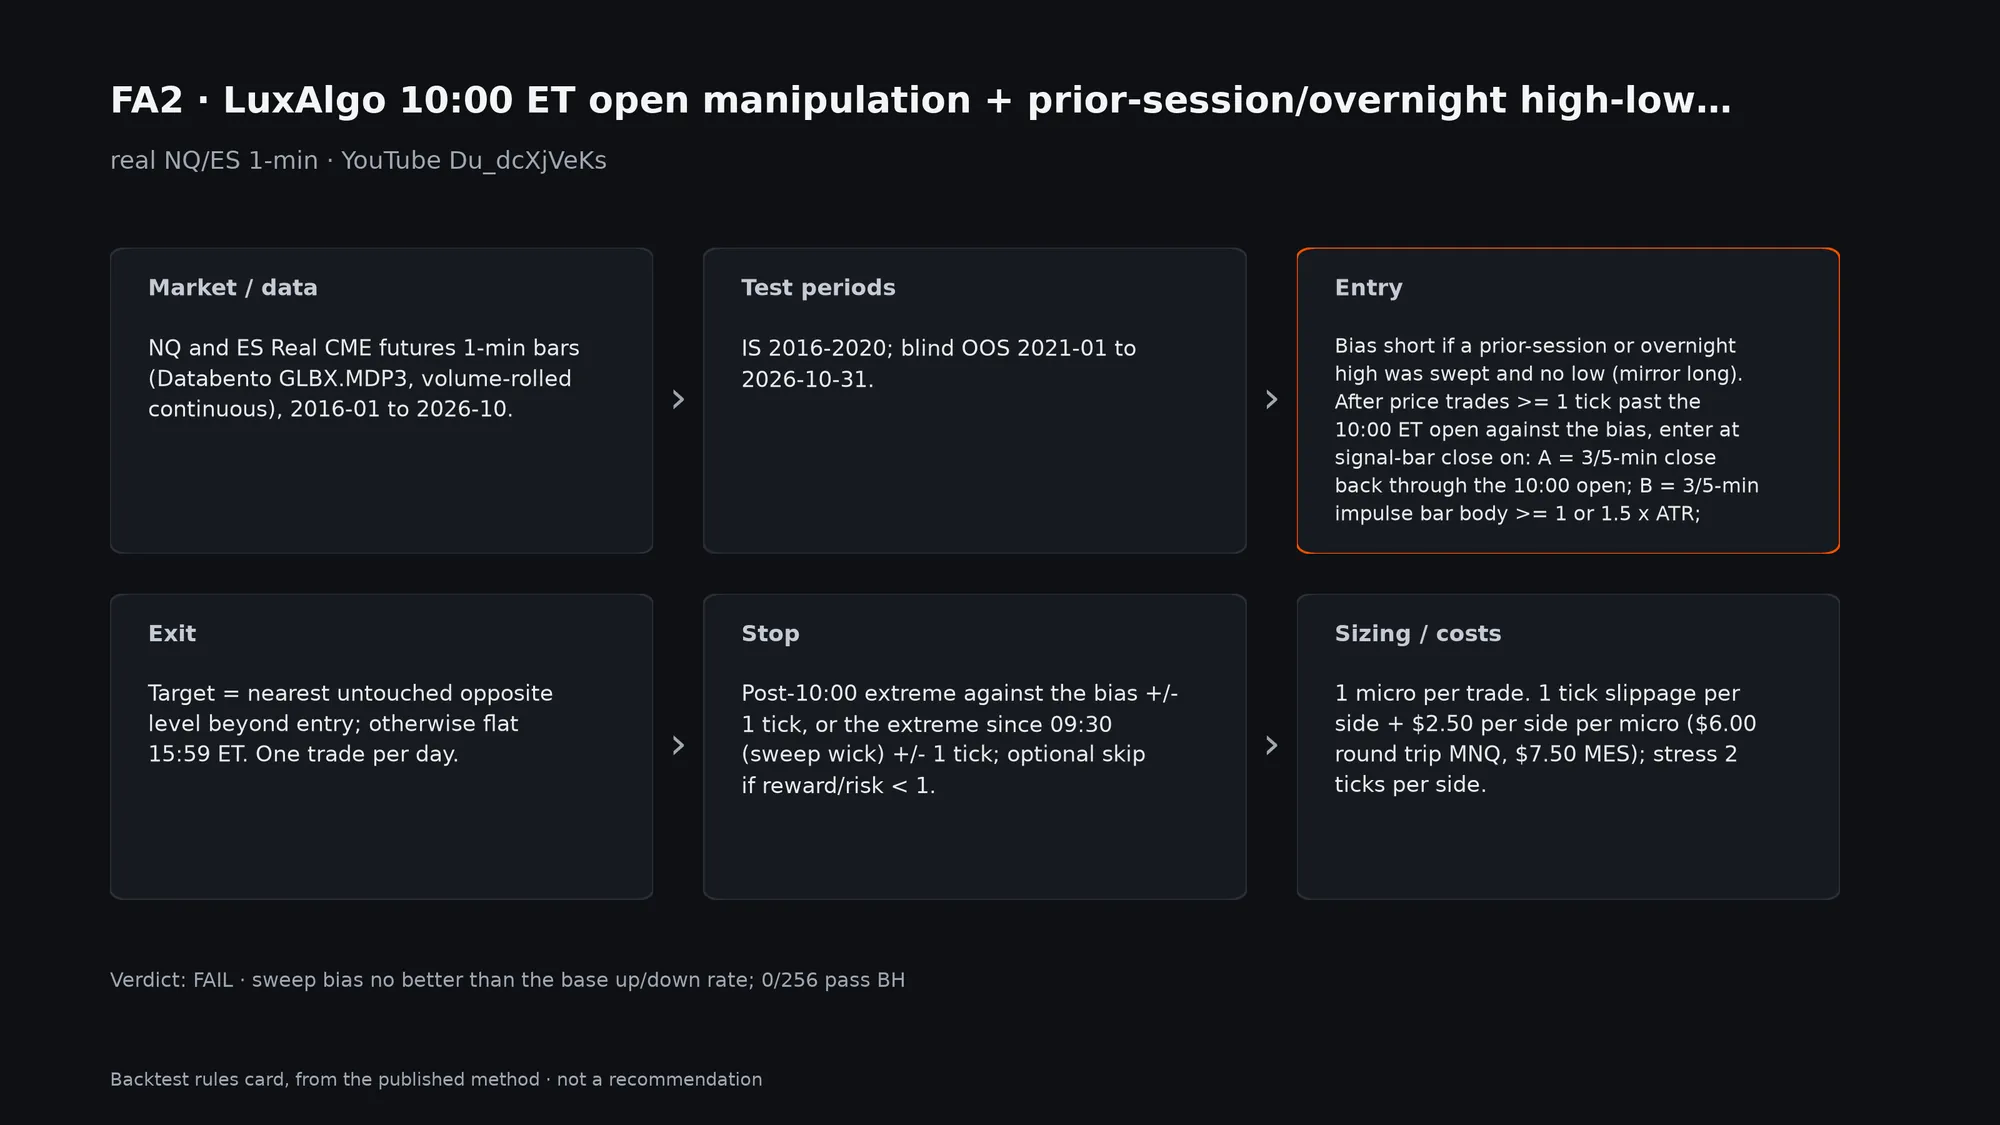 FA2 · LuxAlgo 10:00 ET open manipulation + prior-session/overnight high-low…
real NQ/ES 1-min · YouTube Du_dcXjVeKs
Market / data
NQ and ES Real CME futures 1-min bars
(Databento GLBX.MDP3, volume-rolled
continuous), 2016-01 to 2026-10.
›
Test periods
IS 2016-2020; blind OOS 2021-01 to
2026-10-31.
›
Entry
Bias short if a prior-session or overnight
high was swept and no low (mirror long).
After price trades >= 1 tick past the
10:00 ET open against the bias, enter at
signal-bar close on: A = 3/5-min close
back through the 10:00 open; B = 3/5-min
impulse bar body >= 1 or 1.5 x ATR;
Exit
Target = nearest untouched opposite
level beyond entry; otherwise flat
15:59 ET. One trade per day.
›
Stop
Post-10:00 extreme against the bias +/-
1 tick, or the extreme since 09:30
(sweep wick) +/- 1 tick; optional skip
if reward/risk < 1.
›
Sizing / costs
1 micro per trade. 1 tick slippage per
side + $2.50 per side per micro ($6.00
round trip MNQ, $7.50 MES); stress 2
ticks per side.
Verdict: FAIL · sweep bias no better than the base up/down rate; 0/256 pass BH
Backtest rules card, from the published method · not a recommendation